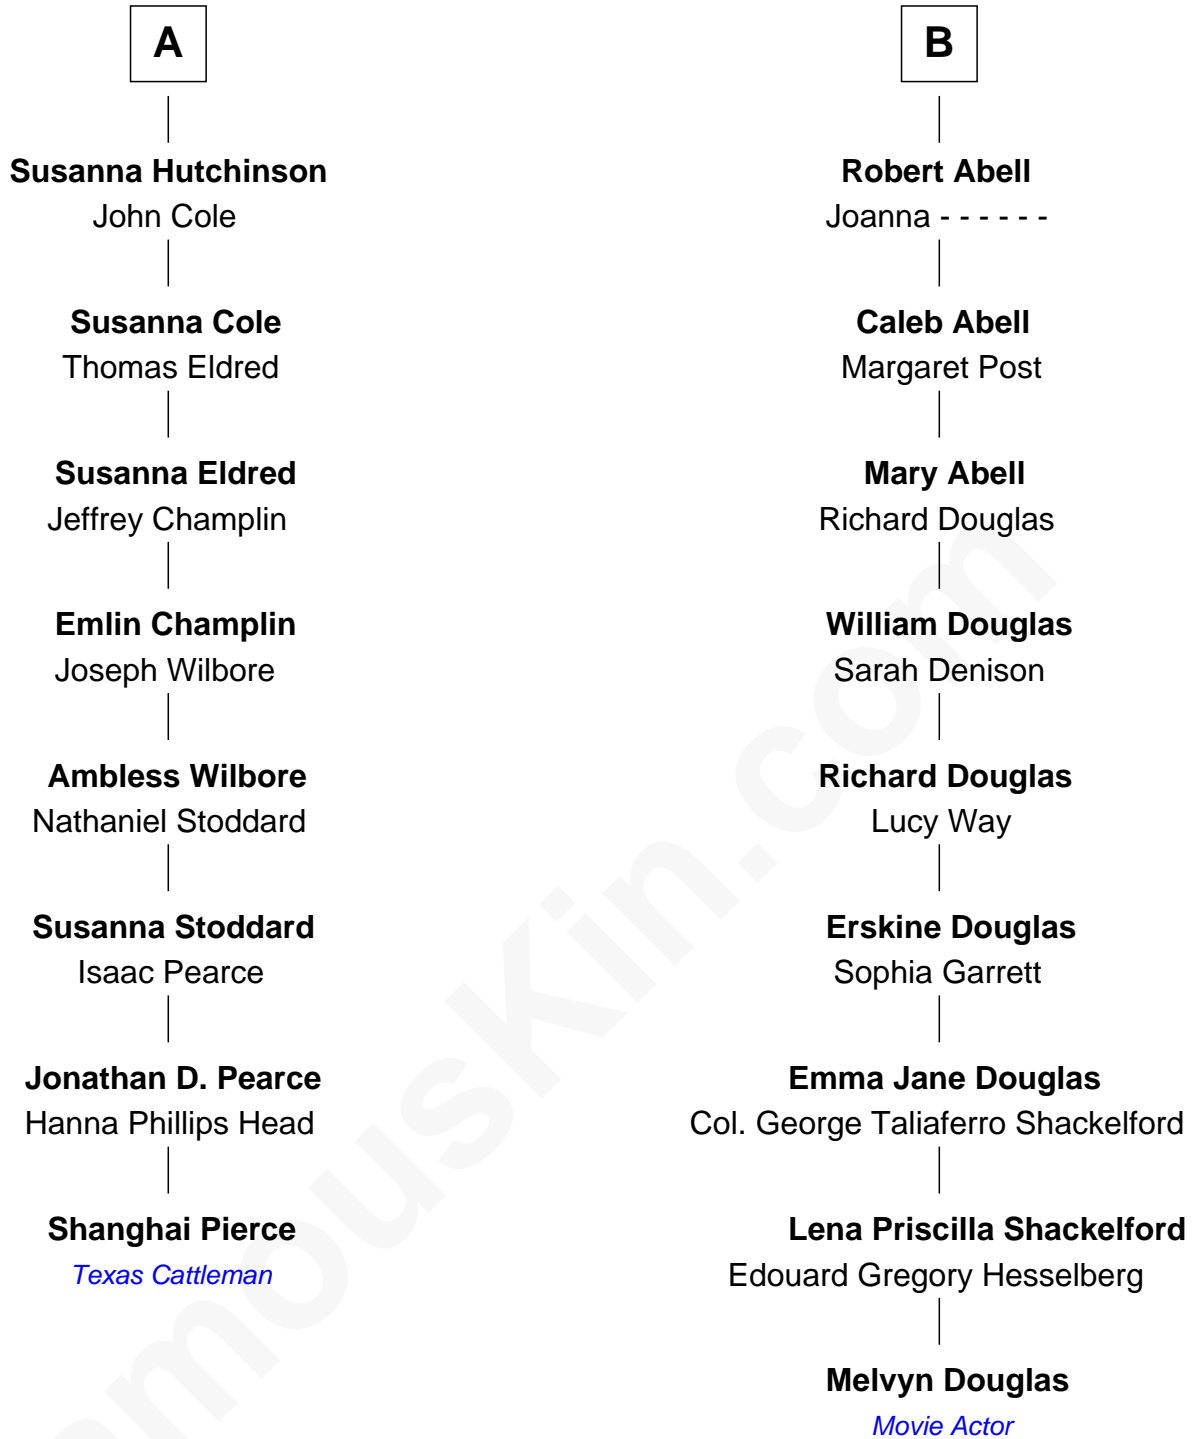 A
Susanna Hutchinson
John Cole
Susanna Cole
Thomas Eldred
Susanna Eldred
Jeffrey Champlin
Emlin Champlin
Joseph Wilbore
Ambless Wilbore
Nathaniel Stoddard
Susanna Stoddard
Isaac Pearce
Jonathan D. Pearce
Hanna Phillips Head
Shanghai Pierce
Texas Cattleman
B
Robert Abell
Joanna - - - - - -
Caleb Abell
Margaret Post
Mary Abell
Richard Douglas
William Douglas
Sarah Denison
Richard Douglas
Lucy Way
Erskine Douglas
Sophia Garrett
Emma Jane Douglas
Col. George Taliaferro Shackelford
Lena Priscilla Shackelford
Edouard Gregory Hesselberg
Melvyn Douglas
Movie Actor
amousKin.com